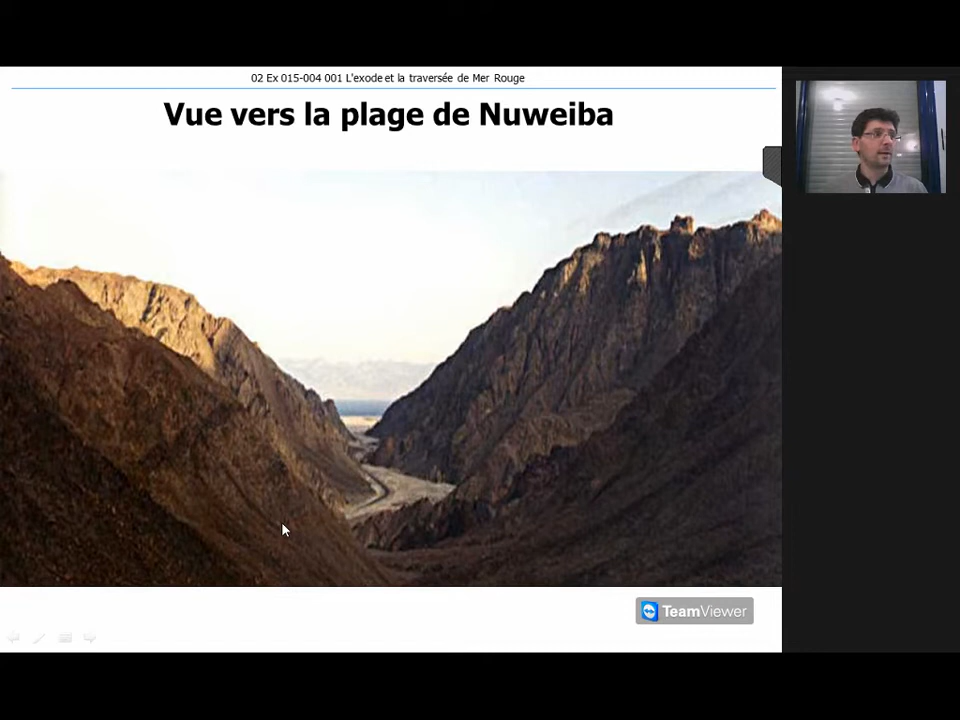 02 Ex 015-004 001 L'exode et la traversée de Mer Rouge
Vue vers la plage de Nuweiba
TeamViewer